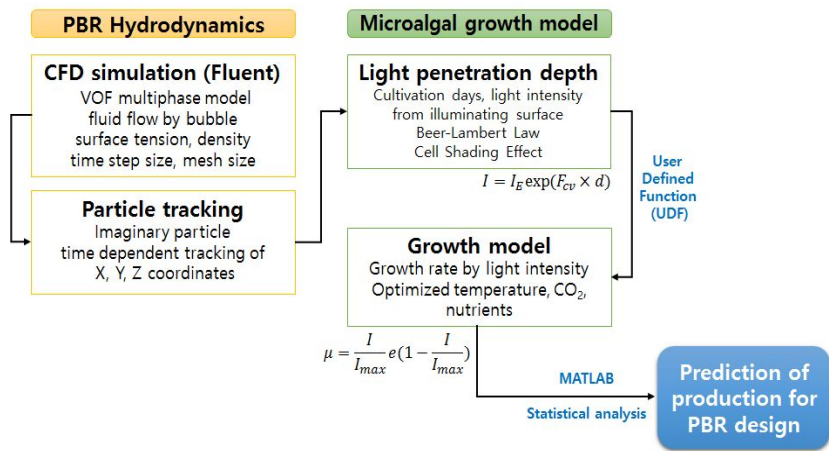 PBR Hydrodynamics
CFD simulation (Fluent)
VOF multiphase model
fluid flow by bubble
surface tension, density
time step size, mesh size
Particle tracking
Imaginary particle
time dependent tracking of
X, Y, Z coordinates
Microalgal growth model
Light penetration depth
Cultivation days, light intensity
from illuminating surface
Beer-Lambert Law
Cell Shading Effect
I = I_E exp(F_cv × d)
User
Defined
Function
(UDF)
Growth model
Growth rate by light intensity
Optimized temperature, CO₂,
nutrients
μ = I/I_max e(1 − I/I_max)
MATLAB
Statistical analysis
Prediction of
production for
PBR design